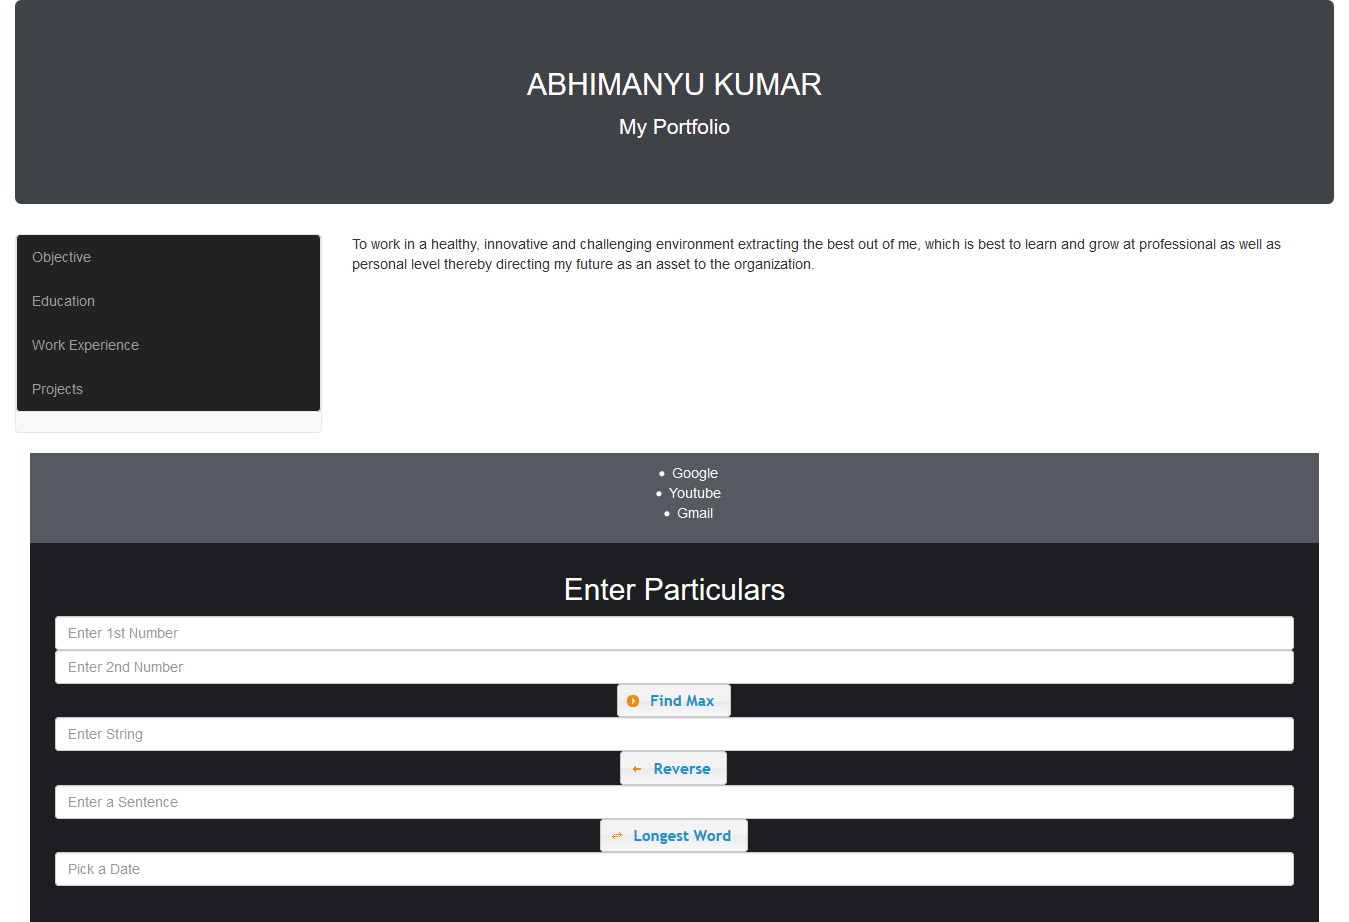 ABHIMANYU KUMAR
My Portfolio
Objective
Education
Work Experience
Projects
To work in a healthy, innovative and challenging environment extracting the best out of me, which is best to learn and grow at professional as well as
personal level thereby directing my future as an asset to the organization.
Google
Youtube
Gmail
Enter Particulars
Enter 1st Number
Enter 2nd Number
Find Max
Enter String
Reverse
Enter a Sentence
Longest Word
Pick a Date